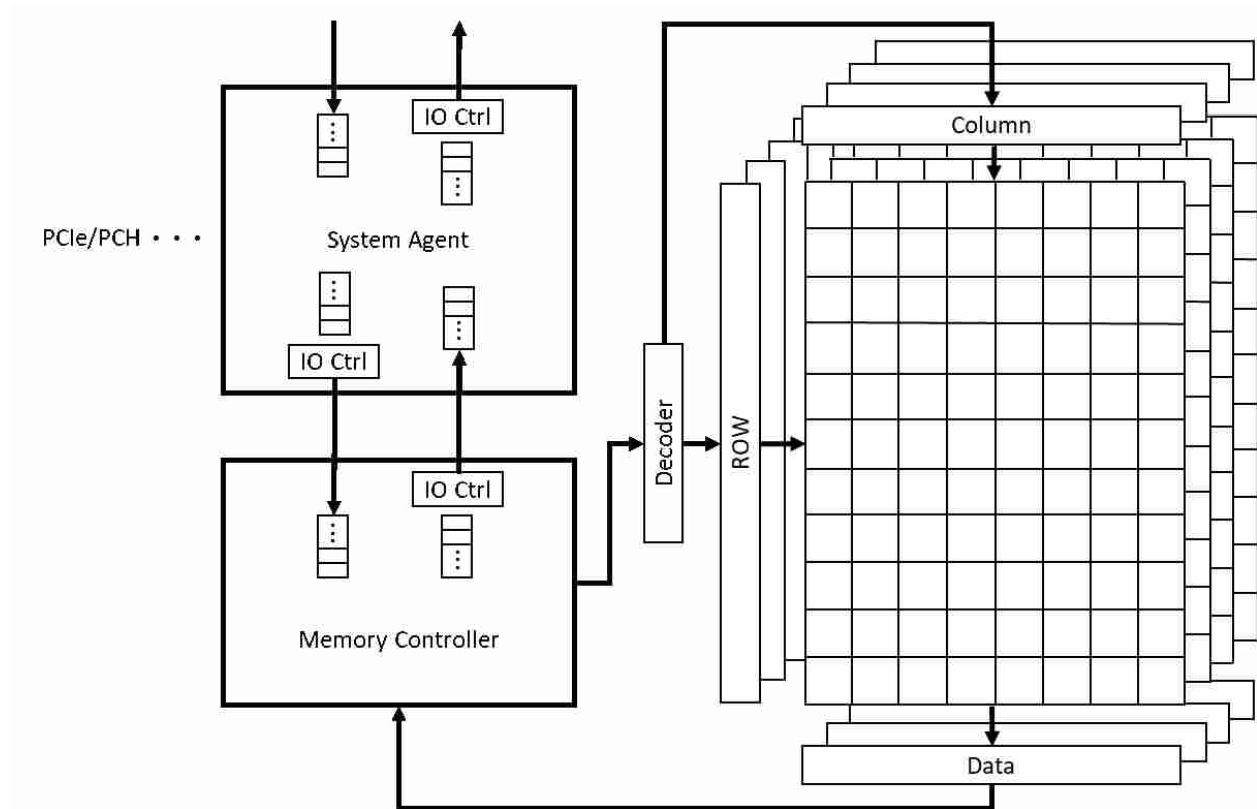 IO Ctrl
Column
PCIe/PCH · · ·
System Agent
IO Ctrl
Decoder
ROW
IO Ctrl
Memory Controller
Data